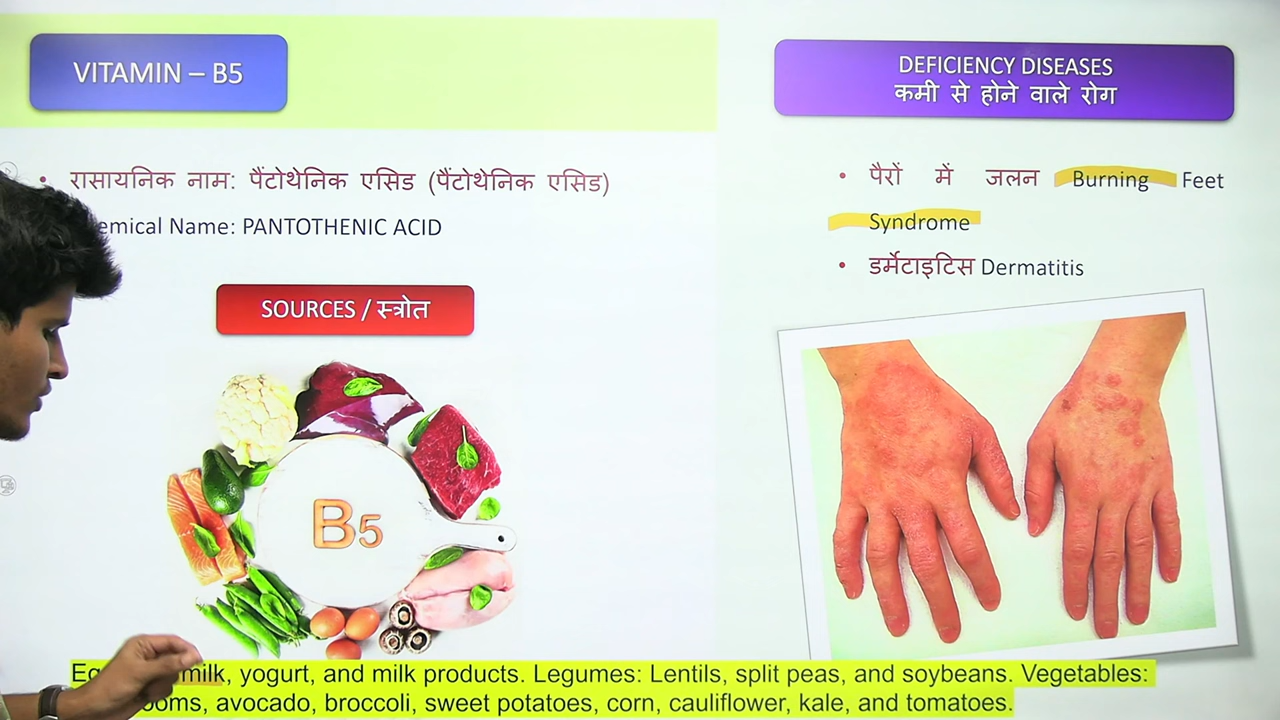 VITAMIN – B5
रासायनिक नाम: पैंटोथेनिक एसिड (पैंटोथेनिक एसिड)
Name: PANTOTHENIC ACID
SOURCES / स्त्रोत
B5
milk, yogurt, and milk products. Legumes: Lentils, split peas, and soybeans. Vegetables:
avocado, broccoli, sweet potatoes, corn, cauliflower, kale, and tomatoes.
DEFICIENCY DISEASES
कमी से होने वाले रोग
पैरों में जलन Burning Feet
Syndrome
डर्मेटाइटिस Dermatitis